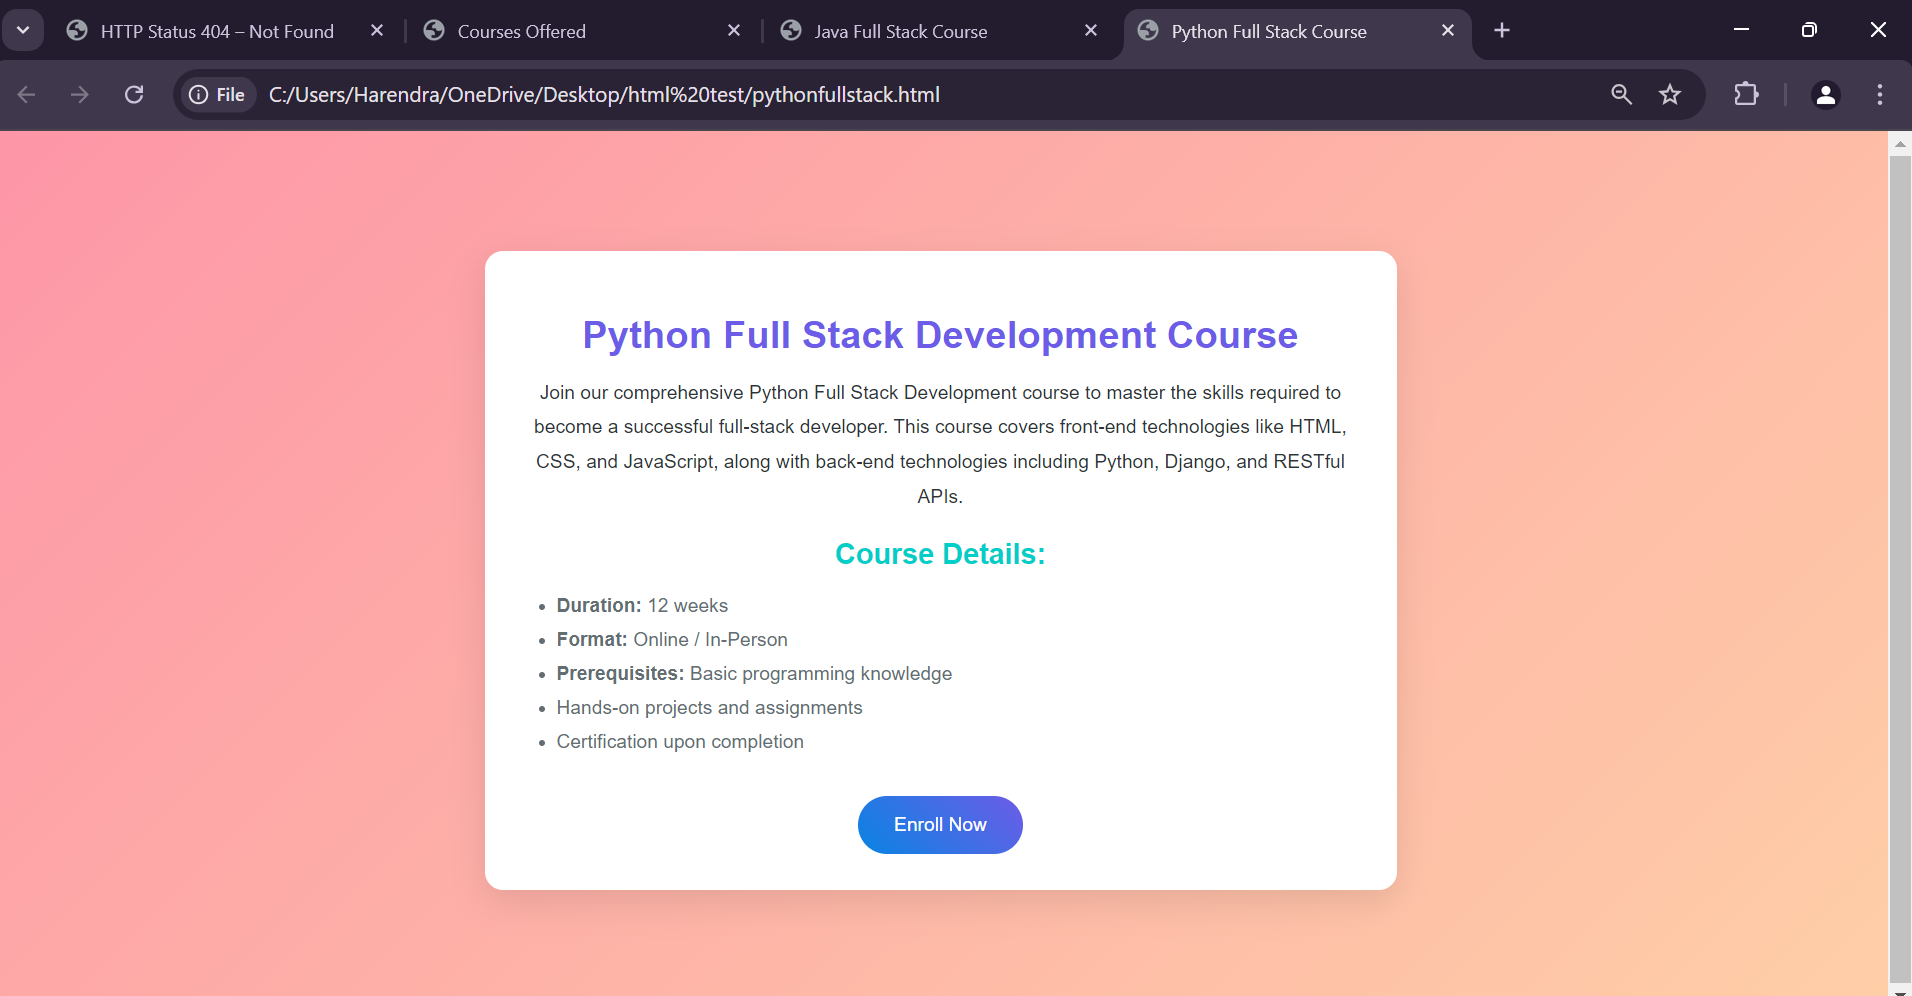 HTTP Status 404 – Not Found
Courses Offered
Java Full Stack Course
Python Full Stack Course
File
C:/Users/Harendra/OneDrive/Desktop/html%20test/pythonfullstack.html
Python Full Stack Development Course
Join our comprehensive Python Full Stack Development course to master the skills required to
become a successful full-stack developer. This course covers front-end technologies like HTML,
CSS, and JavaScript, along with back-end technologies including Python, Django, and RESTful
APIs.
Course Details:
• Duration: 12 weeks
• Format: Online / In-Person
• Prerequisites: Basic programming knowledge
• Hands-on projects and assignments
• Certification upon completion
Enroll Now